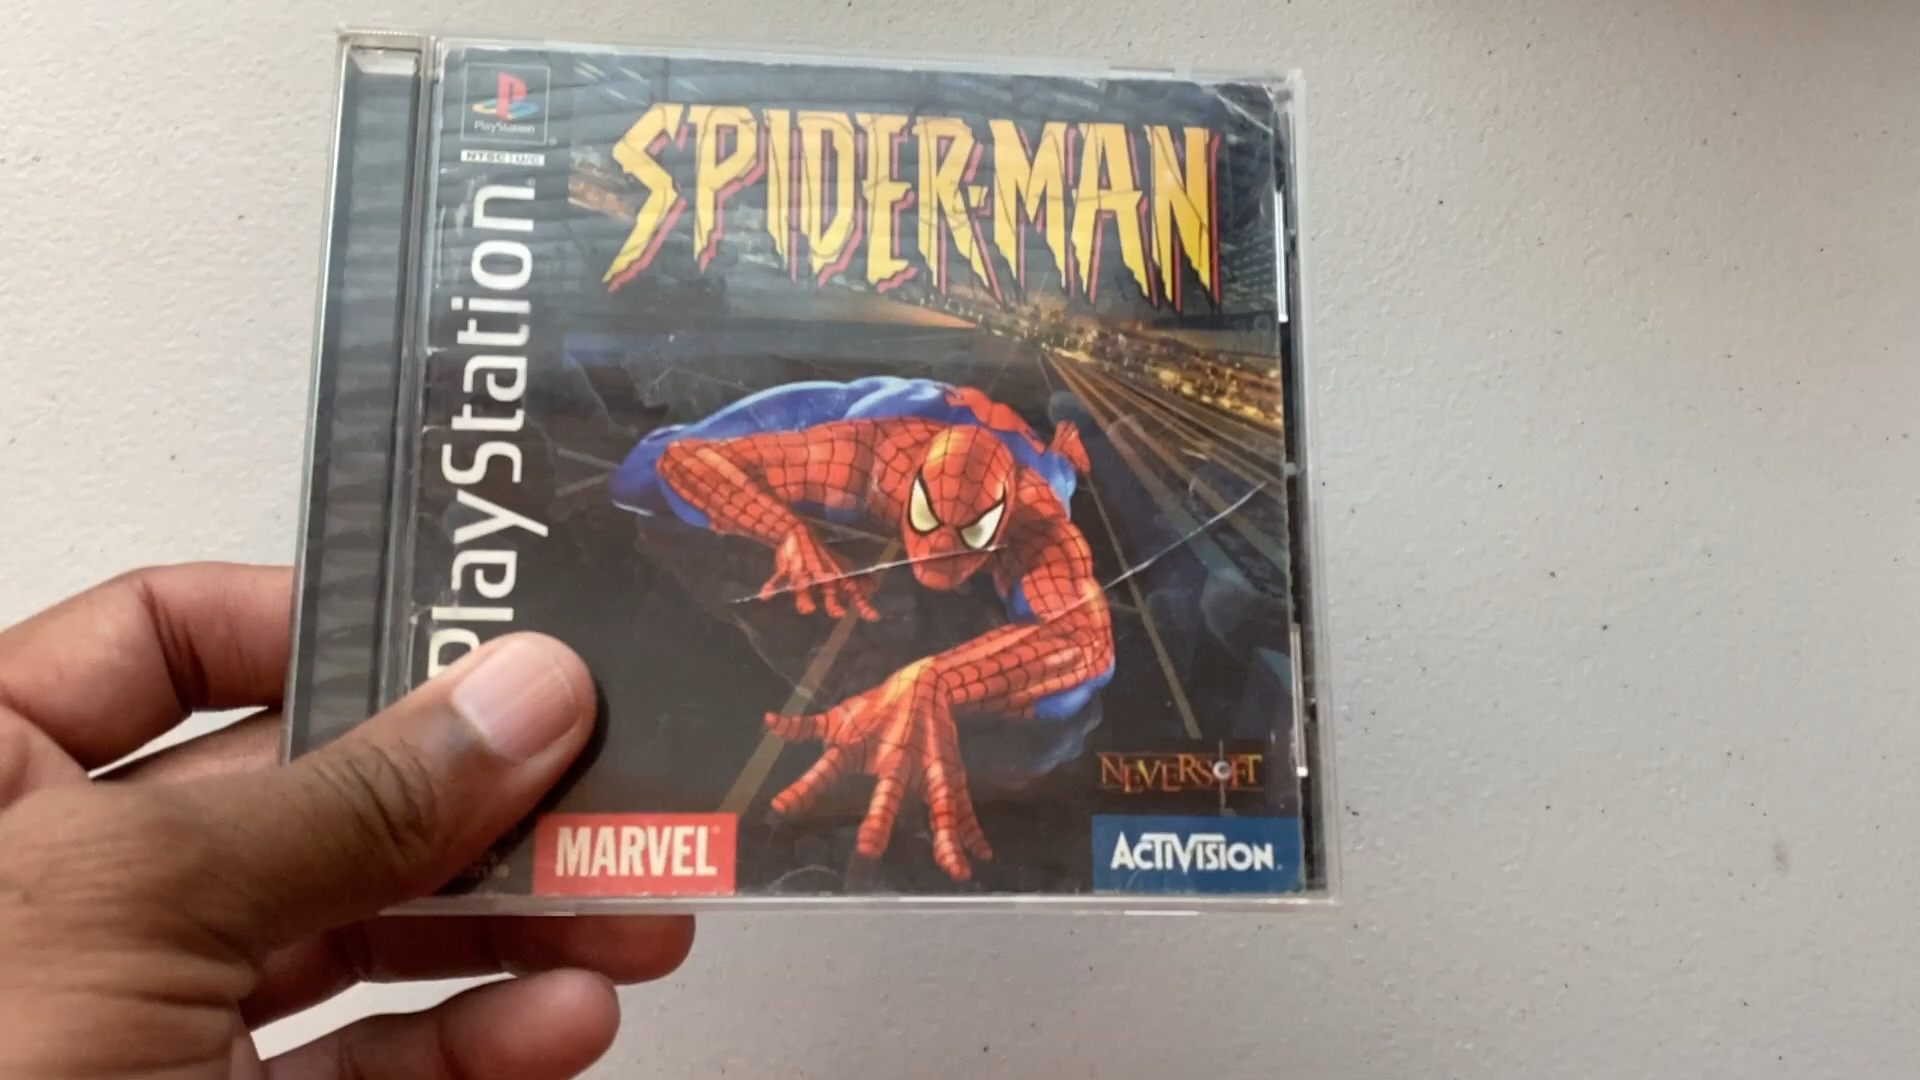 PlayStation
NTSC U/C
PlayStation
SPIDER-MAN
NEVERSOFT
MARVEL
ACTIVISION